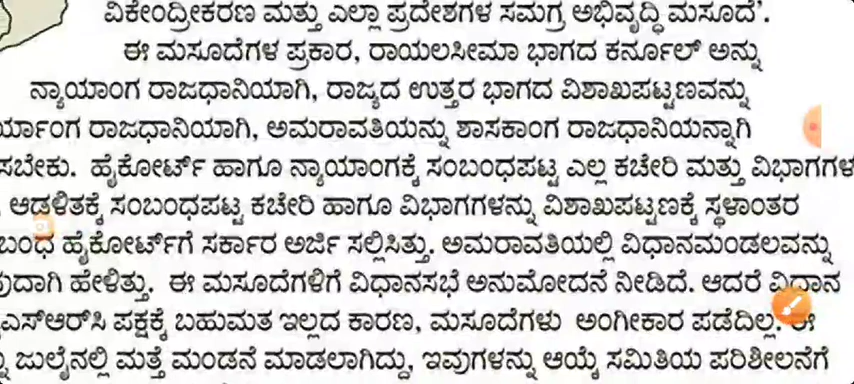 ವಿಕೇಂದ್ರೀಕರಣ ಮತ್ತು ಎಲ್ಲಾ ಪ್ರದೇಶಗಳ ಸಮಗ್ರ ಅಭಿವೃದ್ಧಿ ಮಸೂದೆ'.
ಈ ಮಸೂದೆಗಳ ಪ್ರಕಾರ, ರಾಯಲಸೀಮಾ ಭಾಗದ ಕರ್ನೂಲ್ ಅನ್ನು
ನ್ಯಾಯಾಂಗ ರಾಜಧಾನಿಯಾಗಿ, ರಾಜ್ಯದ ಉತ್ತರ ಭಾಗದ ವಿಶಾಖಪಟ್ಟಣವನ್ನು
ರ್ಯಾಂಗ ರಾಜಧಾನಿಯಾಗಿ, ಅಮರಾವತಿಯನ್ನು ಶಾಸಕಾಂಗ ರಾಜಧಾನಿಯನ್ನಾಗಿ
ಸಬೇಕು. ಹೈಕೋರ್ಟ್ ಹಾಗೂ ನ್ಯಾಯಾಂಗಕ್ಕೆ ಸಂಬಂಧಪಟ್ಟ ಎಲ್ಲ ಕಚೇರಿ ಮತ್ತು ವಿಭಾಗಗಳ
ಆಡಳಿತಕ್ಕೆ ಸಂಬಂಧಪಟ್ಟ ಕಚೇರಿ ಹಾಗೂ ವಿಭಾಗಗಳನ್ನು ವಿಶಾಖಪಟ್ಟಣಕ್ಕೆ ಸ್ಥಳಾಂತರ
ಬಂಧ ಹೈಕೋರ್ಟ್‌ಗೆ ಸರ್ಕಾರ ಅರ್ಜಿ ಸಲ್ಲಿಸಿತ್ತು. ಅಮರಾವತಿಯಲ್ಲಿ ವಿಧಾನಮಂಡಲವನ್ನು
ವುದಾಗಿ ಹೇಳಿತ್ತು. ಈ ಮಸೂದೆಗಳಿಗೆ ವಿಧಾನಸಭೆ ಅನುಮೋದನೆ ನೀಡಿದೆ. ಆದರೆ ವಿಧಾನ
ಎಸ್‌ಆರ್‌ಸಿ ಪಕ್ಷಕ್ಕೆ ಬಹುಮತ ಇಲ್ಲದ ಕಾರಣ, ಮಸೂದೆಗಳು ಅಂಗೀಕಾರ ಪಡೆದಿಲ್ಲ. ಈ
ಜುಲೈನಲ್ಲಿ ಮತ್ತೆ ಮಂಡನೆ ಮಾಡಲಾಗಿದ್ದು, ಇವುಗಳನ್ನು ಆಯ್ಕೆ ಸಮಿತಿಯ ಪರಿಶೀಲನೆಗೆ